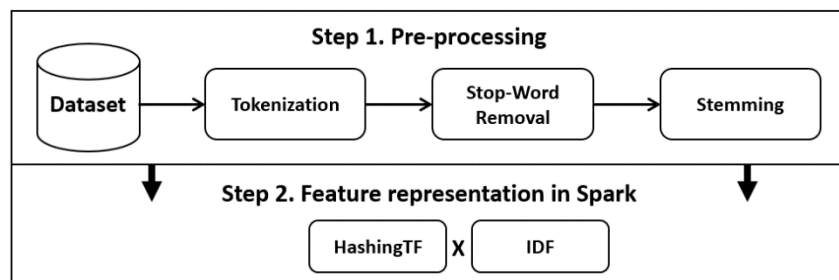 Step 1. Pre-processing
Dataset
Tokenization
Stop-Word
Removal
Stemming
Step 2. Feature representation in Spark
HashingTF X IDF